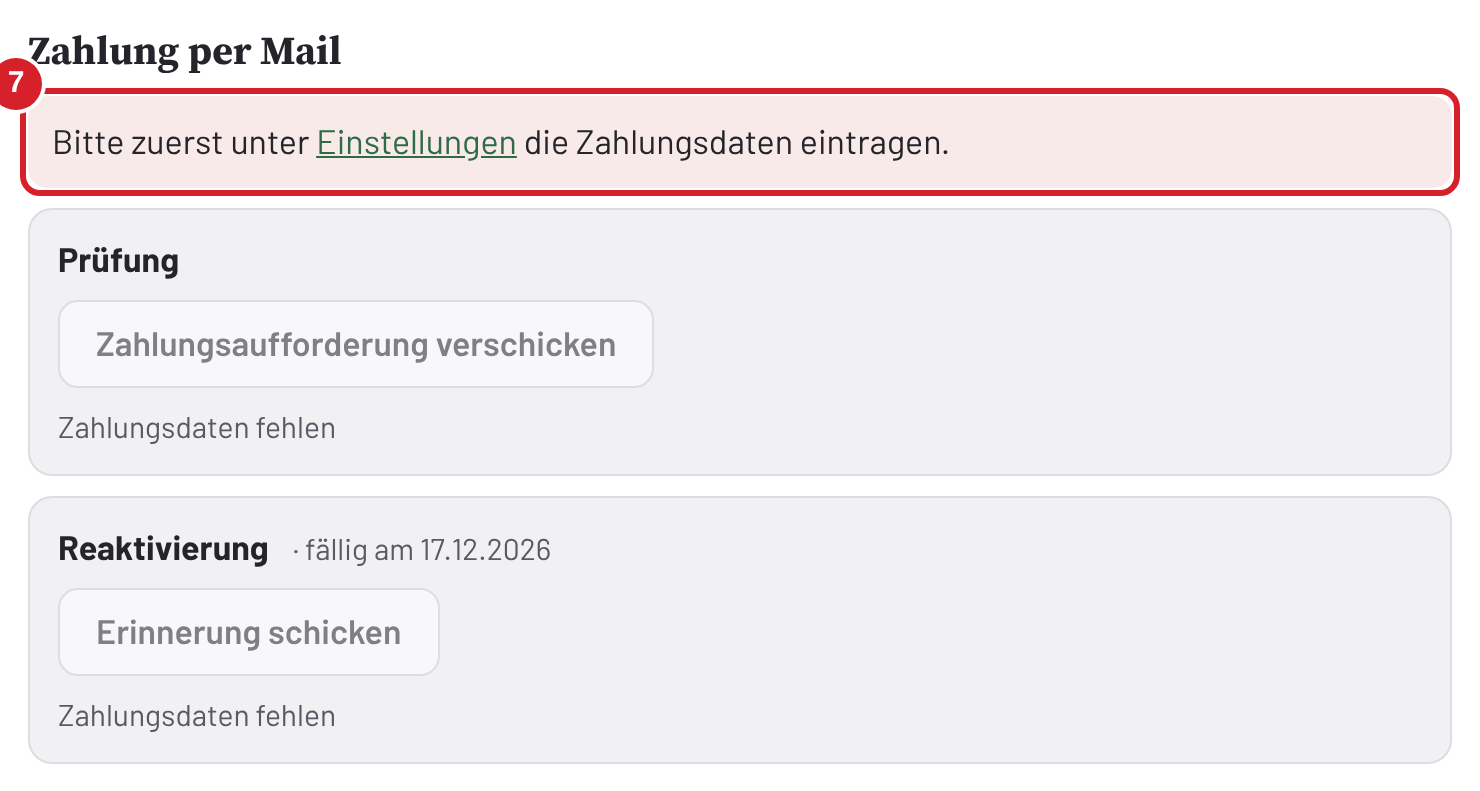 Zahlung per Mail
7
Bitte zuerst unter Einstellungen die Zahlungsdaten eintragen.
Prüfung
Zahlungsaufforderung verschicken
Zahlungsdaten fehlen
Reaktivierung · fällig am 17.12.2026
Erinnerung schicken
Zahlungsdaten fehlen